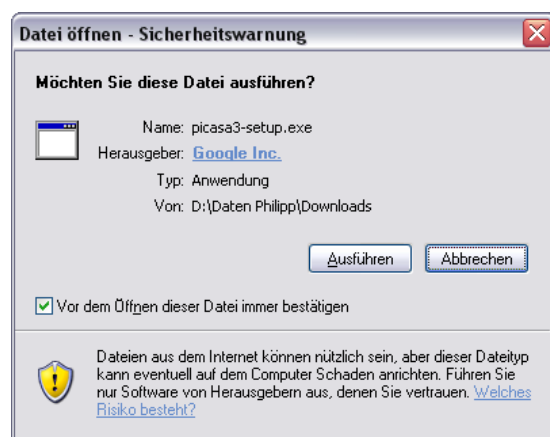 Datei öffnen - Sicherheitswarnung
Möchten Sie diese Datei ausführen?
Name: picasa3-setup.exe
Herausgeber: Google Inc.
Typ: Anwendung
Von: D:\Daten Philipp\Downloads
Ausführen Abbrechen
Vor dem Öffnen dieser Datei immer bestätigen
Dateien aus dem Internet können nützlich sein, aber dieser Dateityp
kann eventuell auf dem Computer Schaden anrichten. Führen Sie
nur Software von Herausgebern aus, denen Sie vertrauen. Welches
Risiko besteht?